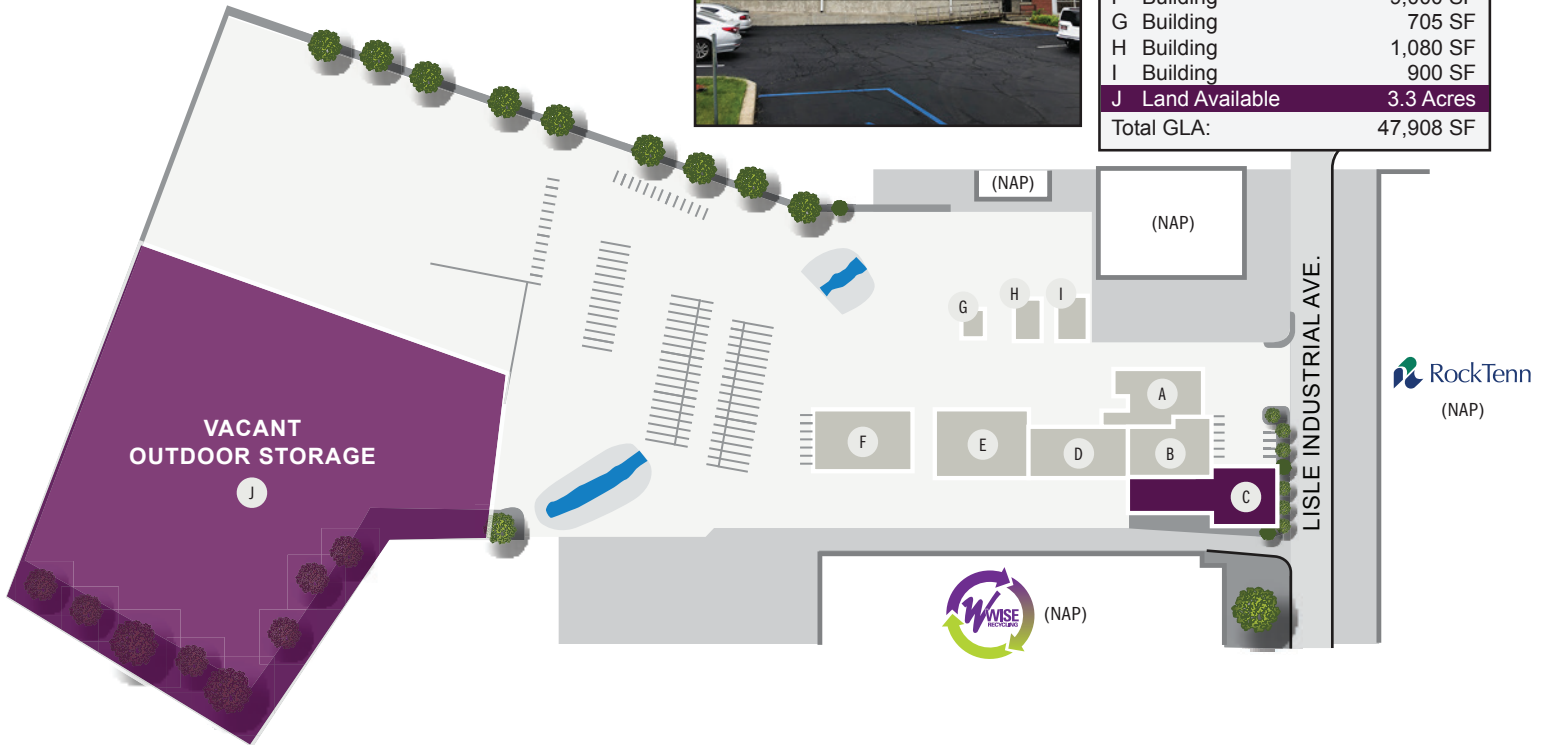 G Building 705 SF
H Building 1,080 SF
I Building 900 SF
J Land Available 3.3 Acres
Total GLA: 47,908 SF
(NAP)
(NAP)
LISLE INDUSTRIAL AVE.
G
H
I
RockTenn
(NAP)
A
F
E
D
B
C
VACANT
OUTDOOR STORAGE
J
W WISE
RECYCLING
(NAP)